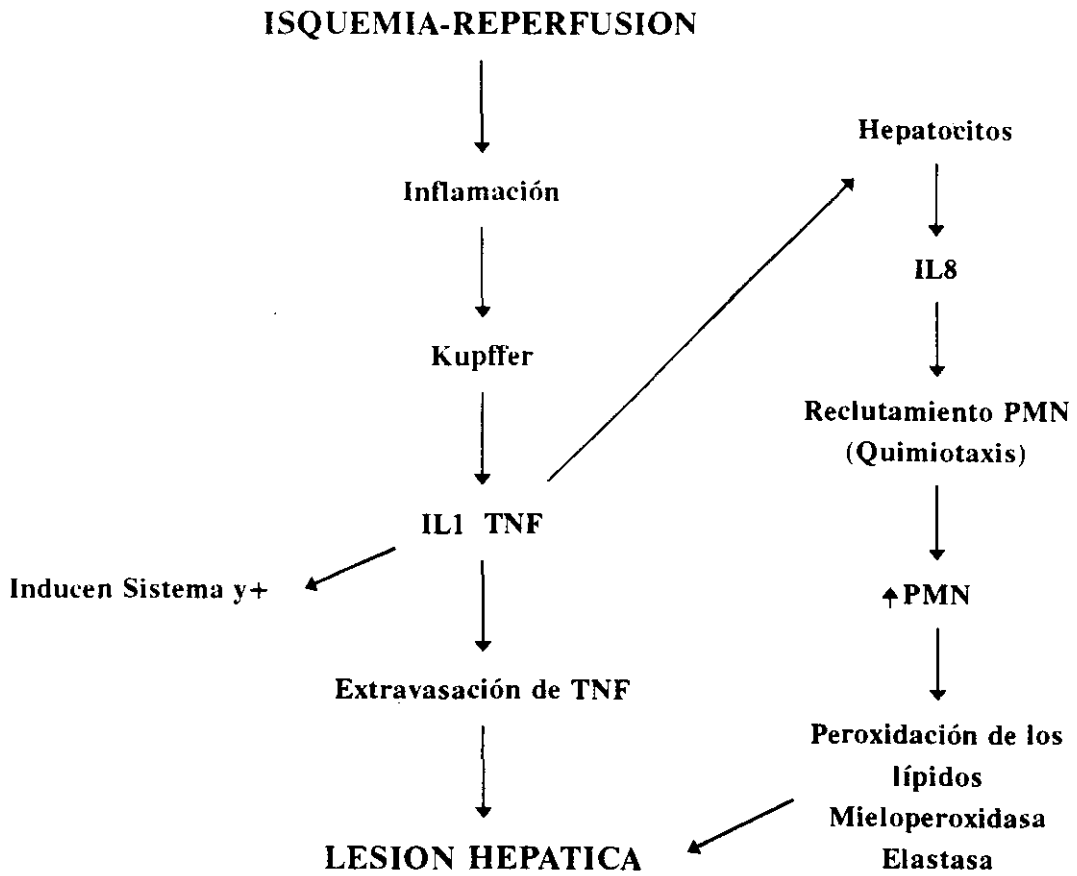 ISQUEMIA-REPERFUSION
Inflamación
Kupffer
IL1 TNF
Inducen Sistema y+
Extravasación de TNF
LESION HEPATICA
Hepatocitos
IL8
Reclutamiento PMN
(Quimiotaxis)
PMN
Peroxidación de los
lípidos
Mieloperoxidasa
Elastasa